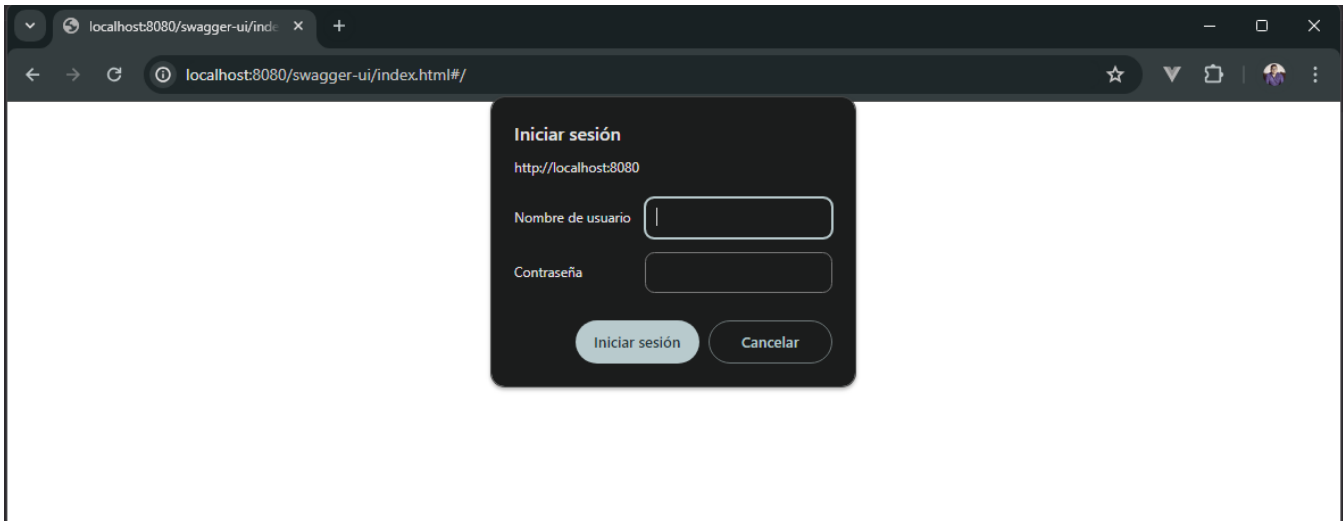 localhost:8080/swagger-ui/inde
localhost:8080/swagger-ui/index.html#/
Iniciar sesión
http://localhost:8080
Nombre de usuario
Contraseña
Iniciar sesión
Cancelar